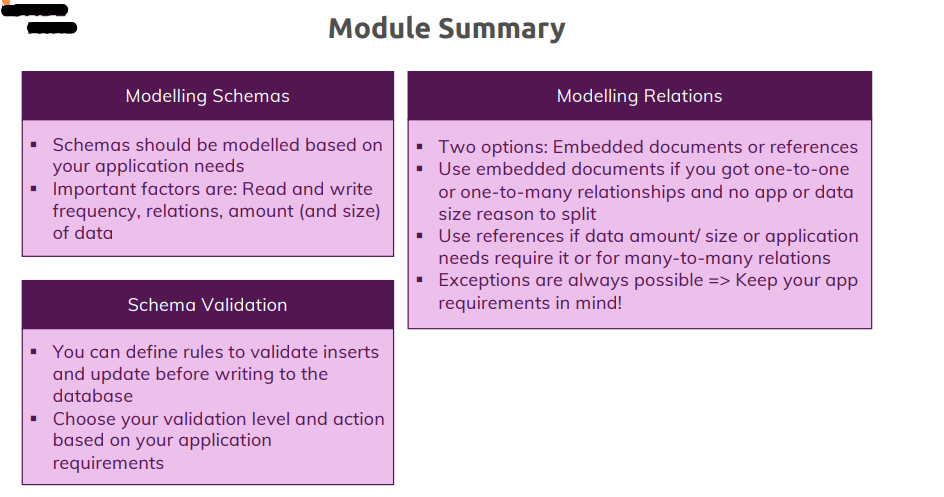 Module Summary
Modelling Schemas
▪ Schemas should be modelled based on
your application needs
▪ Important factors are: Read and write
frequency, relations, amount (and size)
of data
Schema Validation
▪ You can define rules to validate inserts
and update before writing to the
database
▪ Choose your validation level and action
based on your application
requirements
Modelling Relations
▪ Two options: Embedded documents or references
▪ Use embedded documents if you got one-to-one
or one-to-many relationships and no app or data
size reason to split
▪ Use references if data amount/ size or application
needs require it or for many-to-many relations
▪ Exceptions are always possible => Keep your app
requirements in mind!